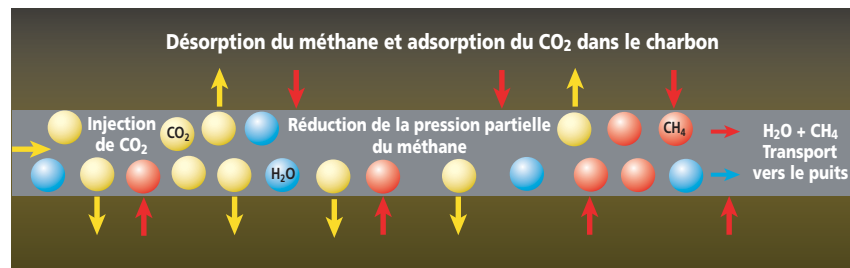 Désorption du méthane et adsorption du CO₂ dans le charbon
Injection
de CO₂
CO₂
Réduction de la pression partielle
du méthane
CH₄
H₂O
H₂O + CH₄
Transport
vers le puits